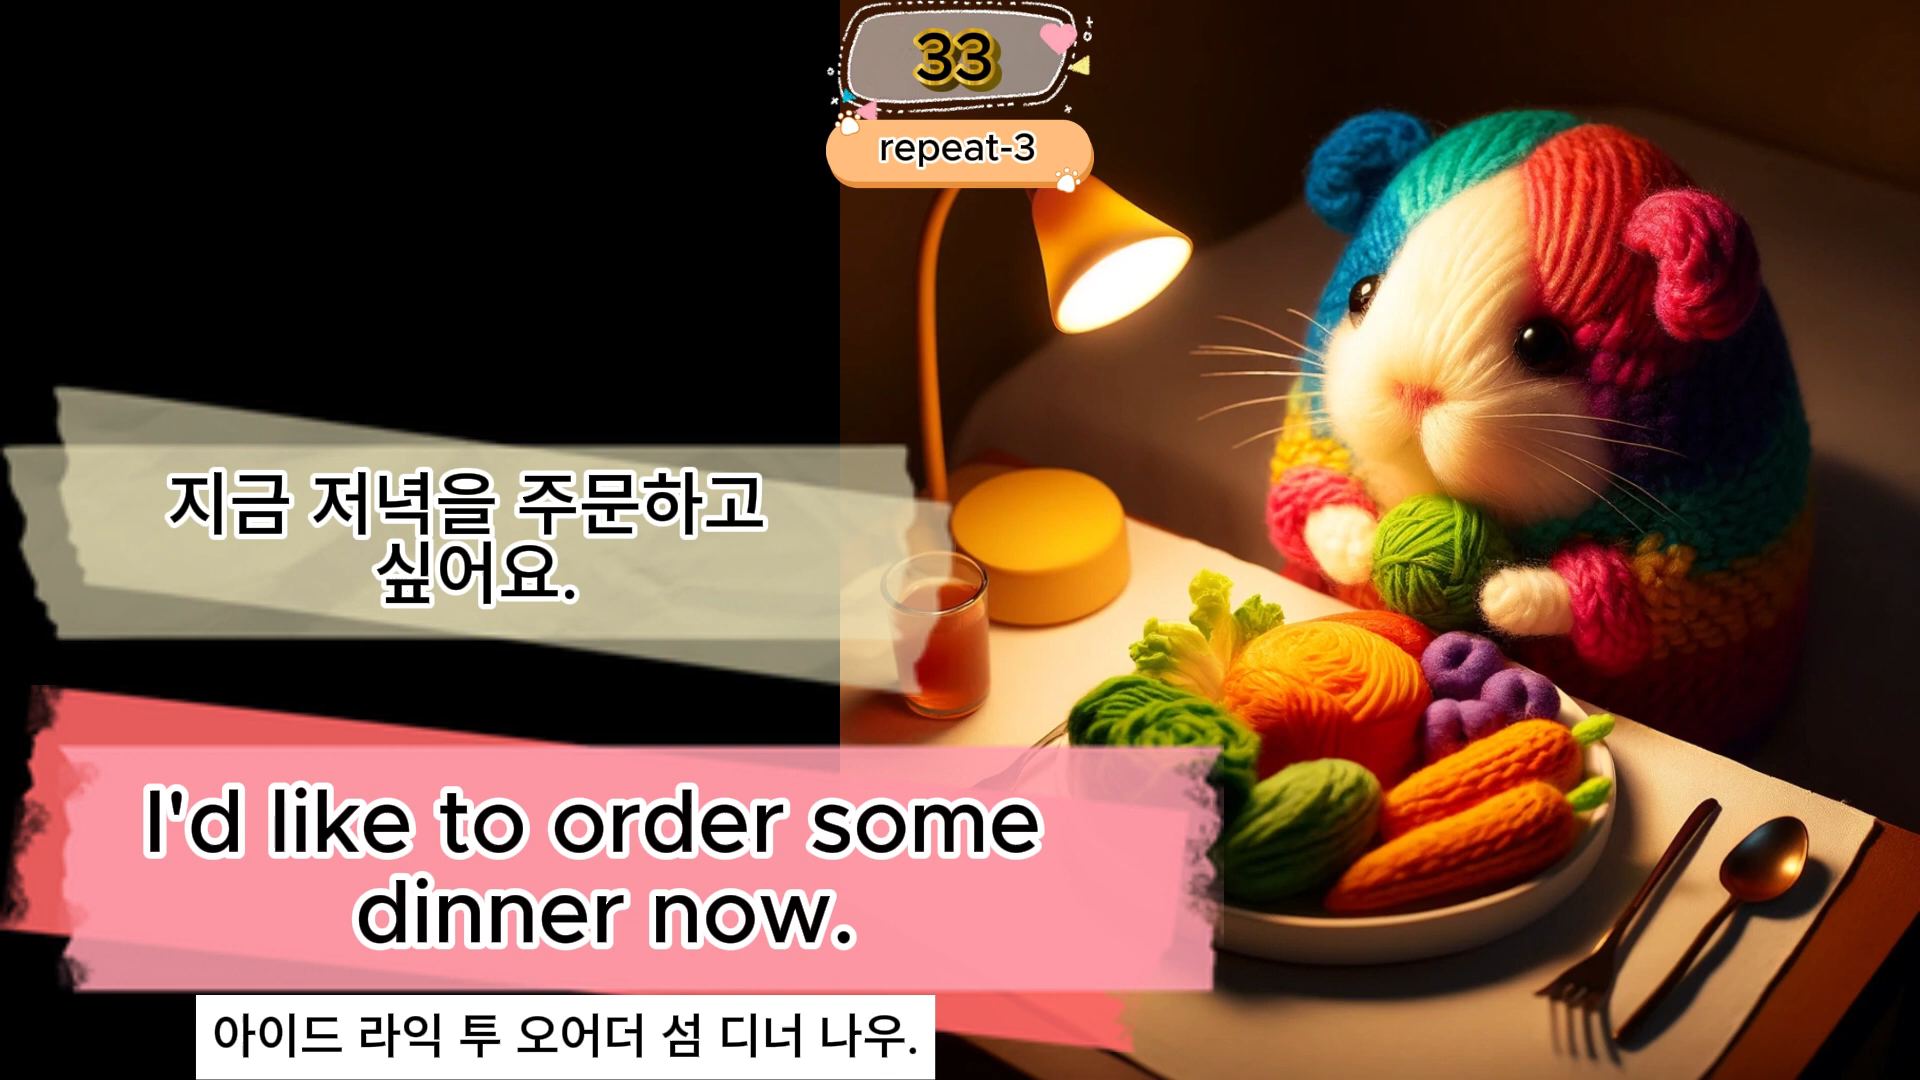 33
repeat-3
지금 저녁을 주문하고
싶어요.
I'd like to order some
dinner now.
아이드 라익 투 오어더 섬 디너 나우.